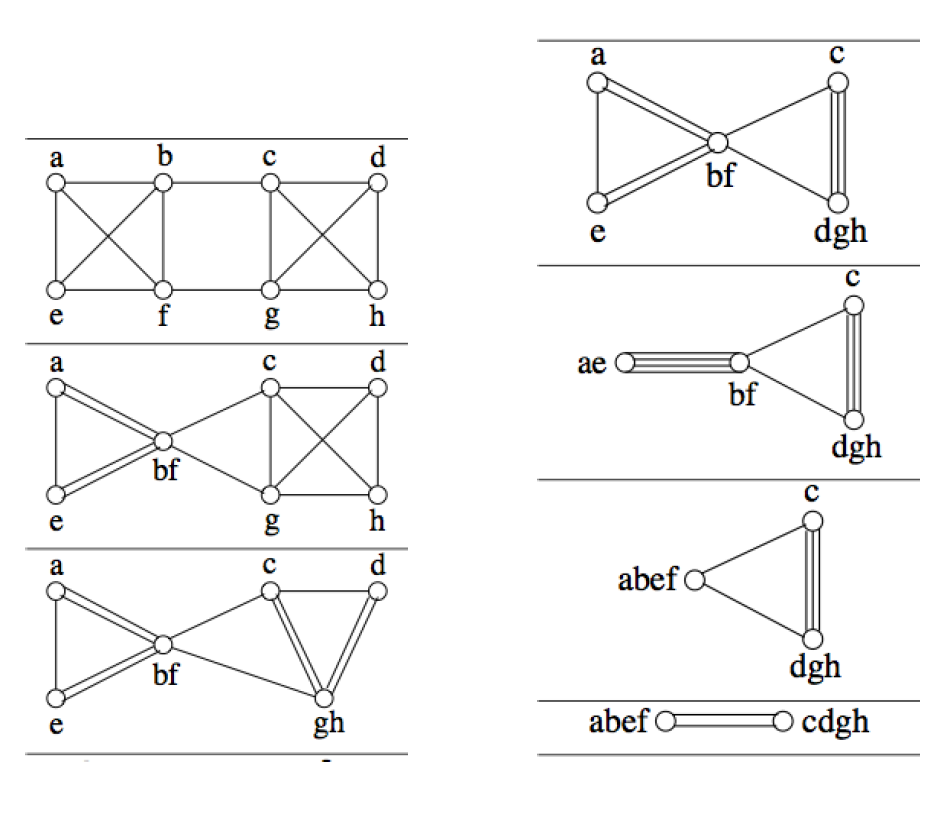 a b c d
e f g h
a c d
bf
e g h
a c d
bf
e gh
a c
bf
e dgh
c
ae
bf
dgh
c
abef
dgh
abef cdgh